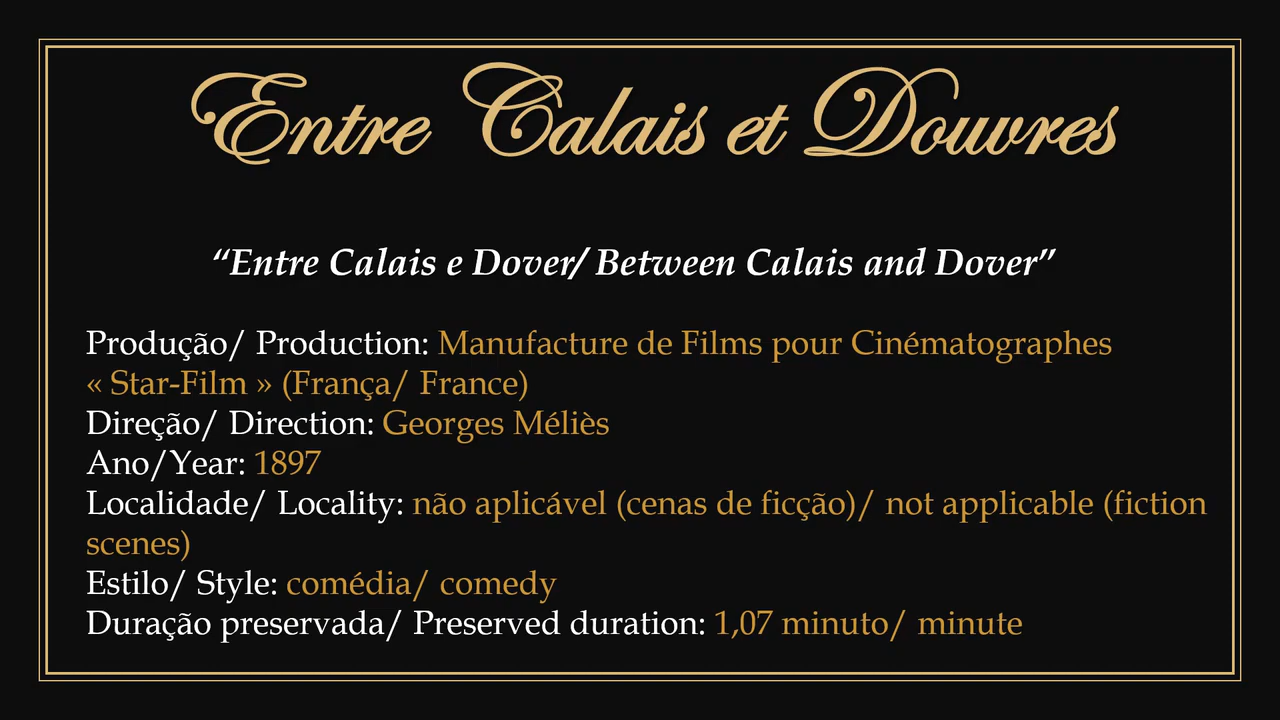 Entre Calais et Douvres
“Entre Calais e Dover/ Between Calais and Dover”
Produção/ Production: Manufacture de Films pour Cinématographes
« Star-Film » (França/ France)
Direção/ Direction: Georges Méliès
Ano/Year: 1897
Localidade/ Locality: não aplicável (cenas de ficção)/ not applicable (fiction
scenes)
Estilo/ Style: comédia/ comedy
Duração preservada/ Preserved duration: 1,07 minuto/ minute